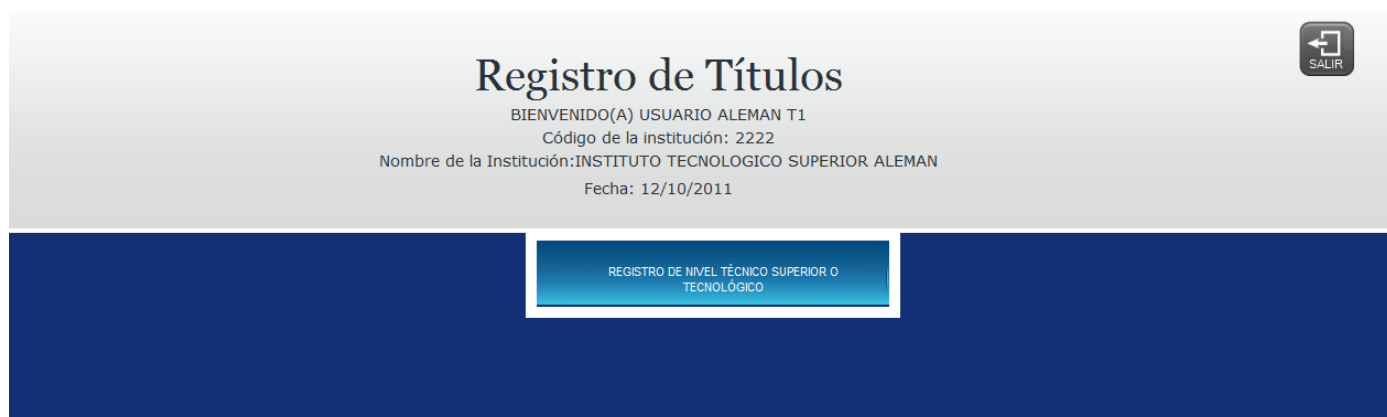 SALIR
Registro de Títulos
BIENVENIDO(A) USUARIO ALEMAN T1
Código de la institución: 2222
Nombre de la Institución:INSTITUTO TECNOLOGICO SUPERIOR ALEMAN
Fecha: 12/10/2011
REGISTRO DE NIVEL TÉCNICO SUPERIOR O
TECNOLÓGICO